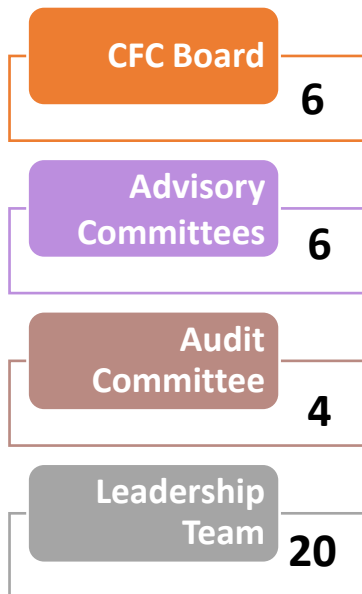 CFC Board
6
Advisory
Committees
6
Audit
Committee
4
Leadership
Team
20